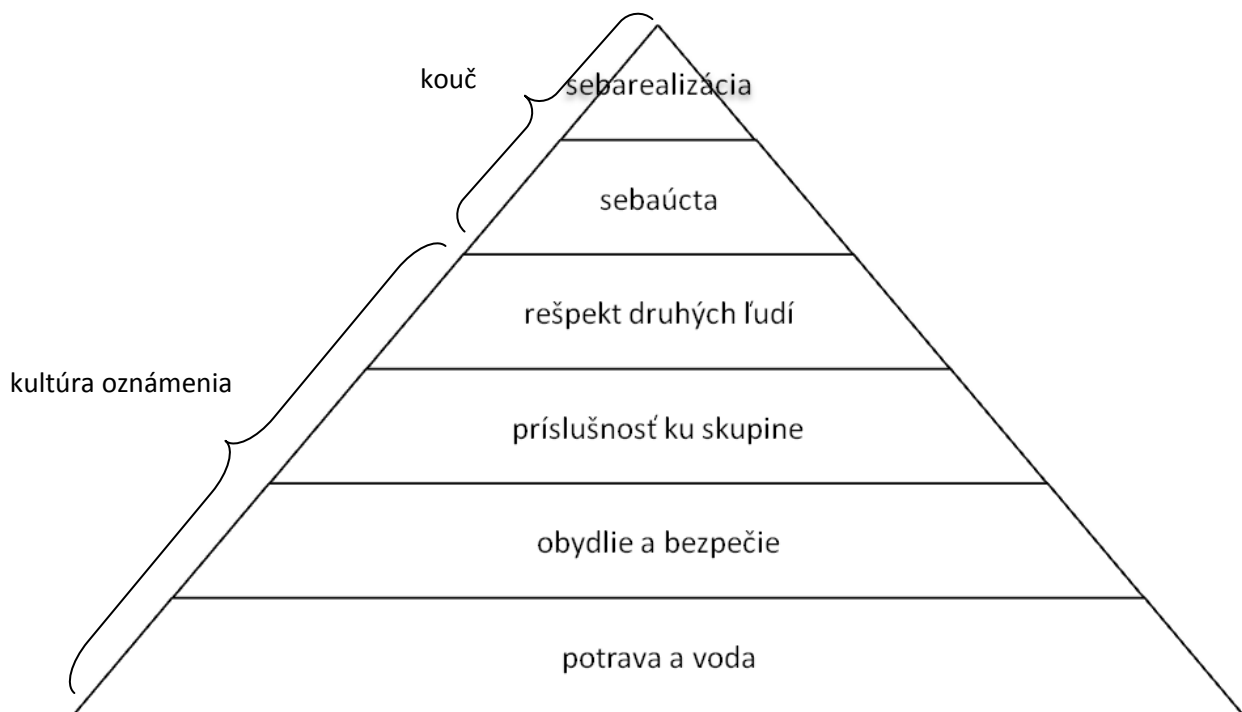 kouč
sebarealizácia
sebaúcta
rešpekt druhých ľudí
kultúra oznámenia
príslušnosť ku skupine
obydlie a bezpečie
potrava a voda